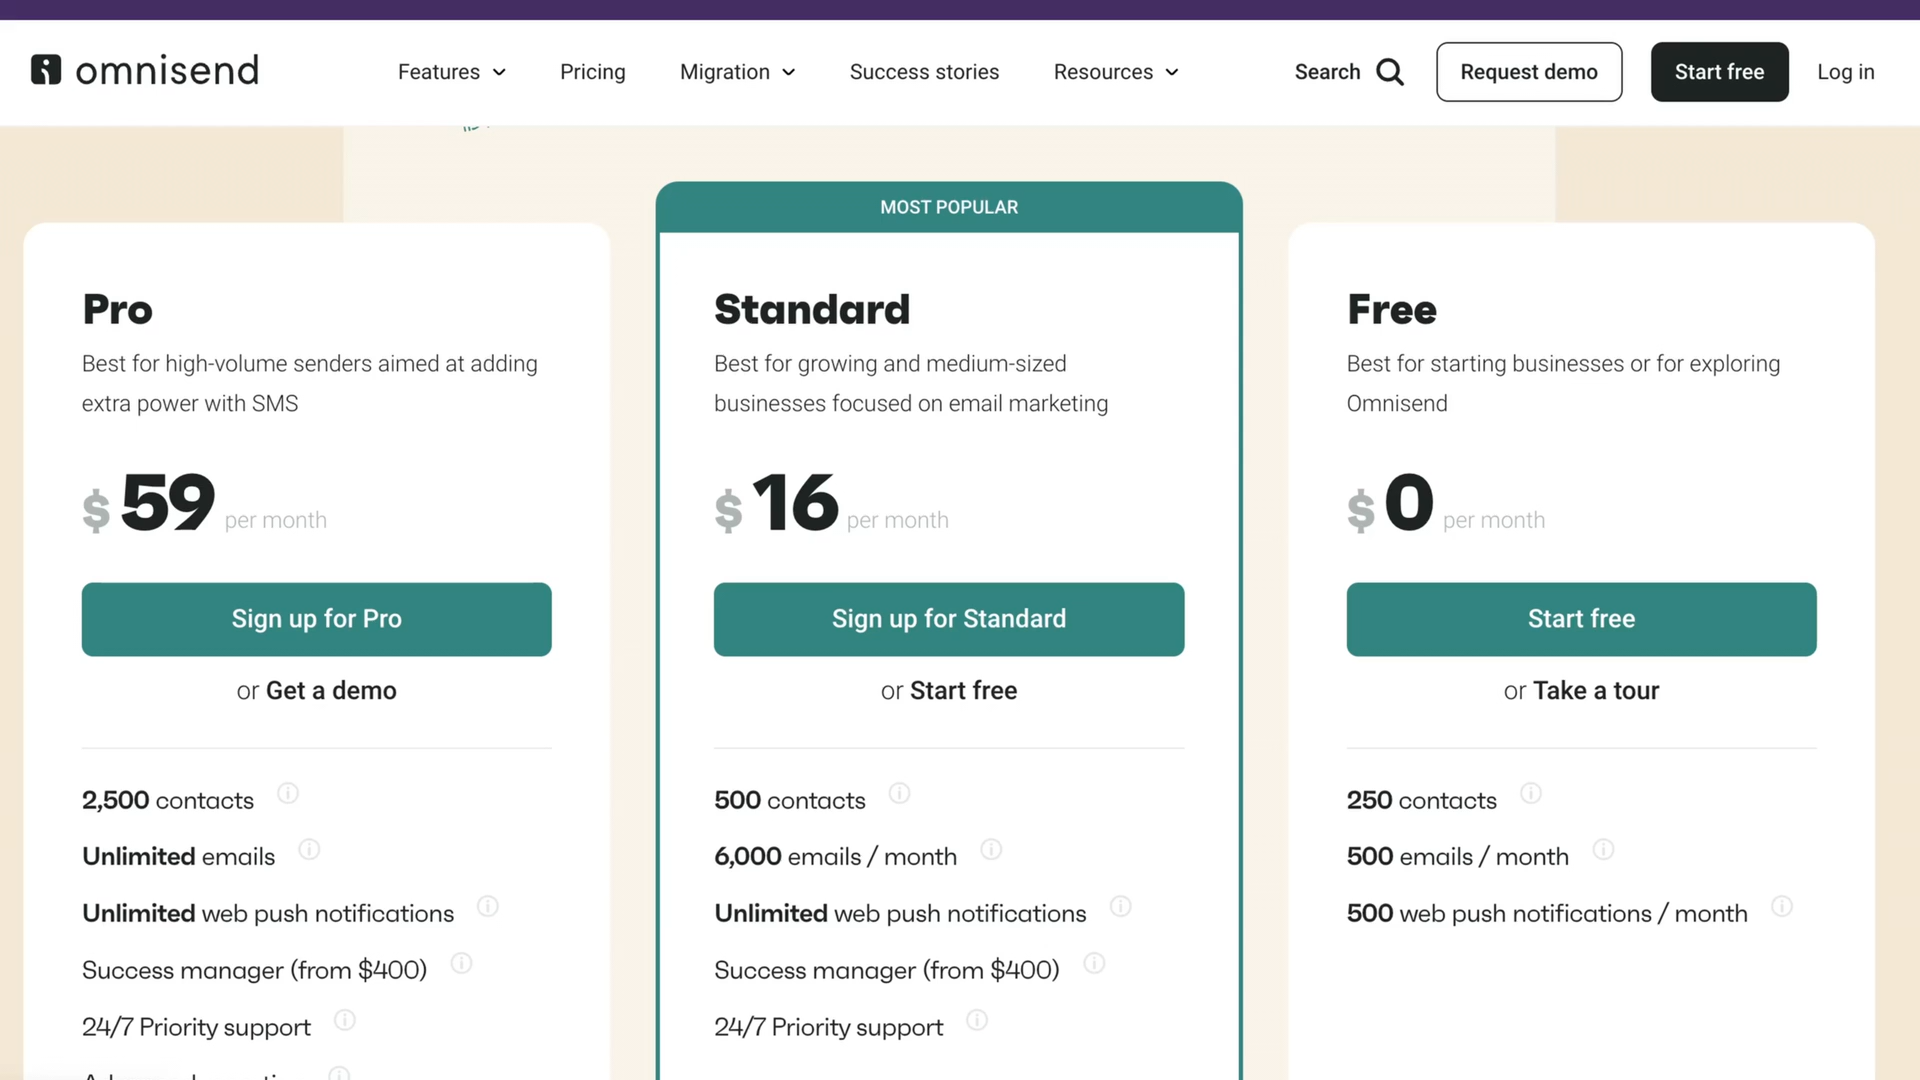 omnisend
Features
Pricing
Migration
Success stories
Resources
Search
Request demo
Start free
Log in
Pro
Best for high-volume senders aimed at adding
extra power with SMS
$ 59 per month
Sign up for Pro
or Get a demo
2,500 contacts
Unlimited emails
Unlimited web push notifications
Success manager (from $400)
24/7 Priority support
MOST POPULAR
Standard
Best for growing and medium-sized
businesses focused on email marketing
$ 16 per month
Sign up for Standard
or Start free
500 contacts
6,000 emails / month
Unlimited web push notifications
Success manager (from $400)
24/7 Priority support
Free
Best for starting businesses or for exploring
Omnisend
$ 0 per month
Start free
or Take a tour
250 contacts
500 emails / month
500 web push notifications / month